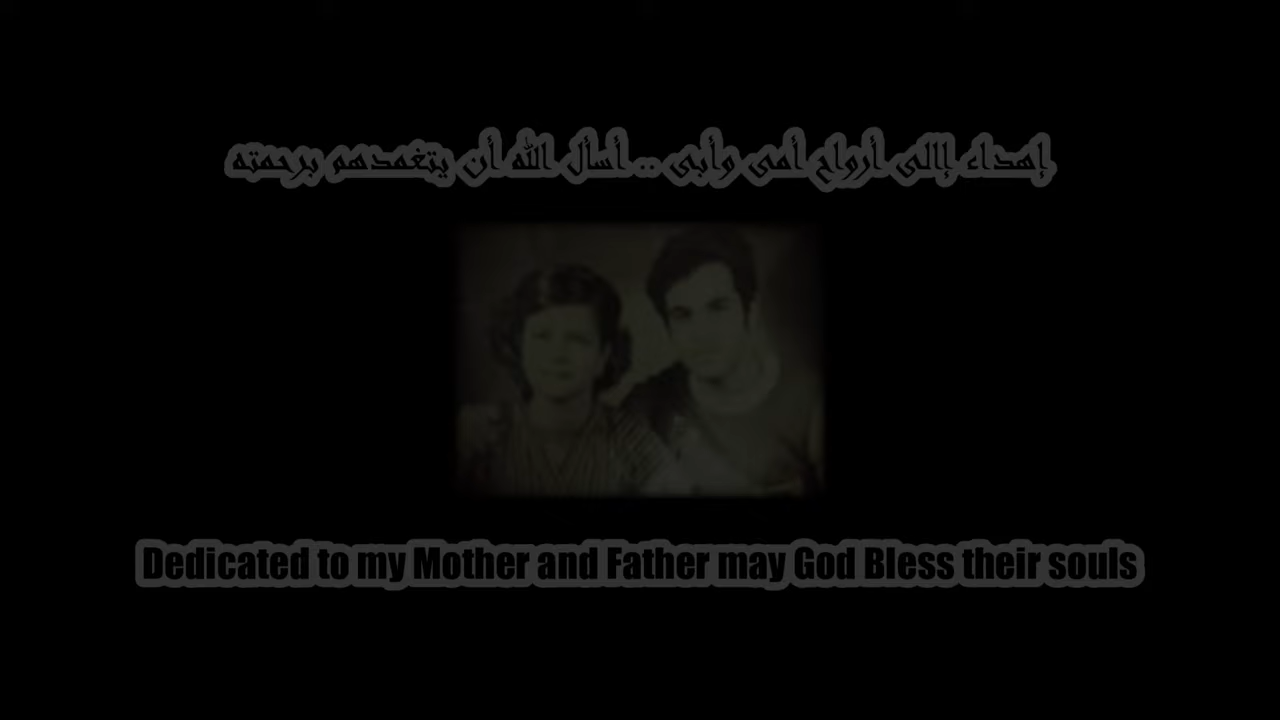 إهداء إالى أرواح أمى وأبى .. أسأل الله أن يتغمدهم برحمته
Dedicated to my Mother and Father may God Bless their souls